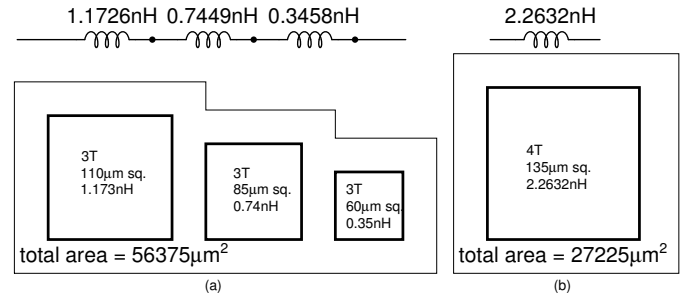 1.1726nH 0.7449nH 0.3458nH
2.2632nH
3T
110μm sq.
1.173nH
3T
85μm sq.
0.74nH
3T
60μm sq.
0.35nH
total area = 56375μm²
(a)
4T
135μm sq.
2.2632nH
total area = 27225μm²
(b)